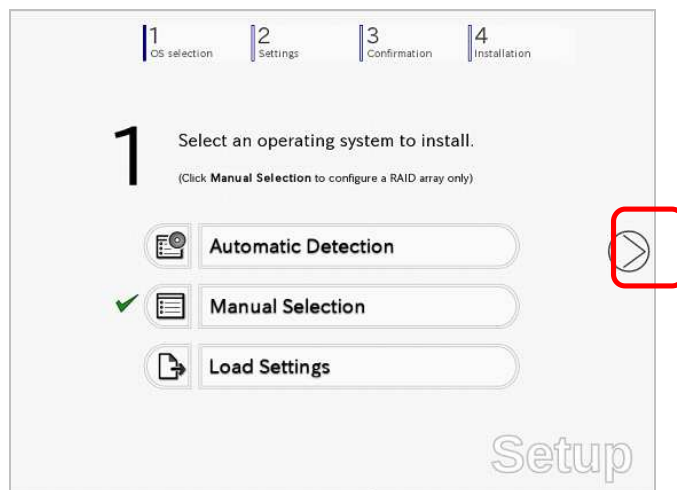 1 2 3 4
OS selection Settings Confirmation Installation
1 Select an operating system to install.
(Click Manual Selection to configure a RAID array only)
Automatic Detection
Manual Selection
Load Settings
Setup